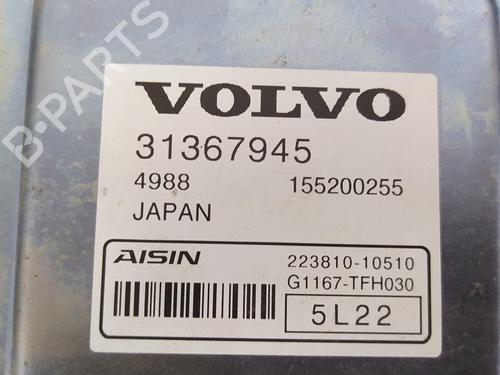 B-PARTS
VOLVO
31367945
4988 155200255
JAPAN
AISIN 223810-10510
G1167-TFH030
5L22